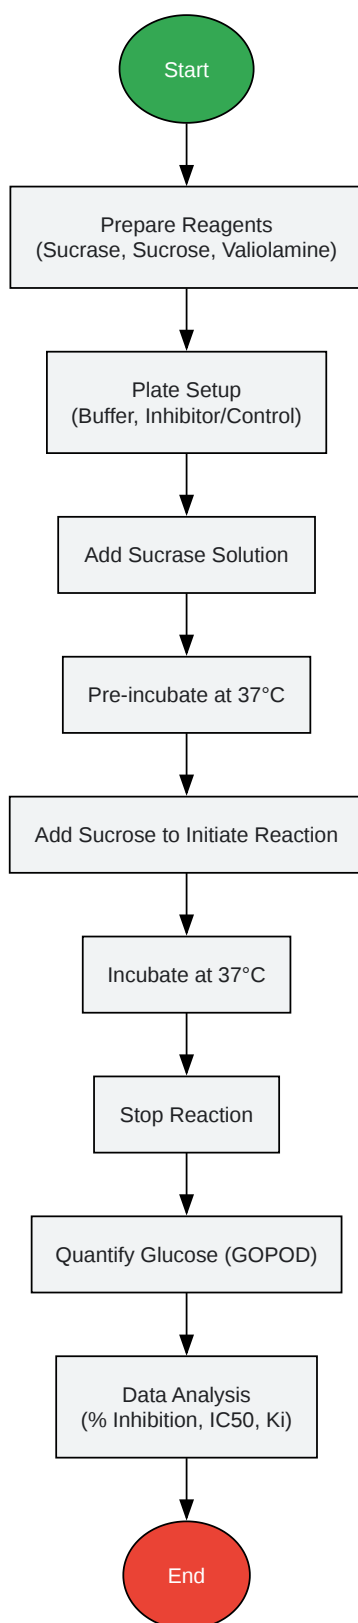 Start
Prepare Reagents
(Sucrase, Sucrose, Valiolamine)
Plate Setup
(Buffer, Inhibitor/Control)
Add Sucrase Solution
Pre-incubate at 37°C
Add Sucrose to Initiate Reaction
Incubate at 37°C
Stop Reaction
Quantify Glucose (GOPOD)
Data Analysis
(% Inhibition, IC50, Ki)
End